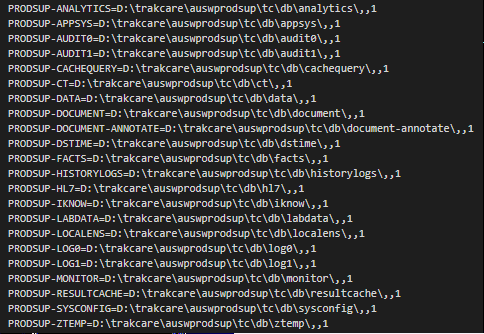 PRODSUP-ANALYTICS=D:\trakcare\auswprodsup\tc\db\analytics\,,1
PRODSUP-APPSYS=D:\trakcare\auswprodsup\tc\db\appsys\,,1
PRODSUP-AUDIT0=D:\trakcare\auswprodsup\tc\db\audit0\,,1
PRODSUP-AUDIT1=D:\trakcare\auswprodsup\tc\db\audit1\,,1
PRODSUP-CACHEQUERY=D:\trakcare\auswprodsup\tc\db\cachequery\,,1
PRODSUP-CT=D:\trakcare\auswprodsup\tc\db\ct\,,1
PRODSUP-DATA=D:\trakcare\auswprodsup\tc\db\data\,,1
PRODSUP-DOCUMENT=D:\trakcare\auswprodsup\tc\db\document\,,1
PRODSUP-DOCUMENT-ANNOTATE=D:\trakcare\auswprodsup\tc\db\document-annotate\,,1
PRODSUP-DSTIME=D:\trakcare\auswprodsup\tc\db\dstime\,,1
PRODSUP-FACTS=D:\trakcare\auswprodsup\tc\db\facts\,,1
PRODSUP-HISTORYLOGS=D:\trakcare\auswprodsup\tc\db\historylogs\,,1
PRODSUP-HL7=D:\trakcare\auswprodsup\tc\db\hl7\,,1
PRODSUP-IKNOW=D:\trakcare\auswprodsup\tc\db\iknow\,,1
PRODSUP-LABDATA=D:\trakcare\auswprodsup\tc\db\labdata\,,1
PRODSUP-LOCALENS=D:\trakcare\auswprodsup\tc\db\localens\,,1
PRODSUP-LOG0=D:\trakcare\auswprodsup\tc\db\log0\,,1
PRODSUP-LOG1=D:\trakcare\auswprodsup\tc\db\log1\,,1
PRODSUP-MONITOR=D:\trakcare\auswprodsup\tc\db\monitor\,,1
PRODSUP-RESULTCACHE=D:\trakcare\auswprodsup\tc\db\resultcache\,,1
PRODSUP-SYSCONFIG=D:\trakcare\auswprodsup\tc\db\sysconfig\,,1
PRODSUP-ZTEMP=D:\trakcare\auswprodsup\tc\db\ztemp\,,1